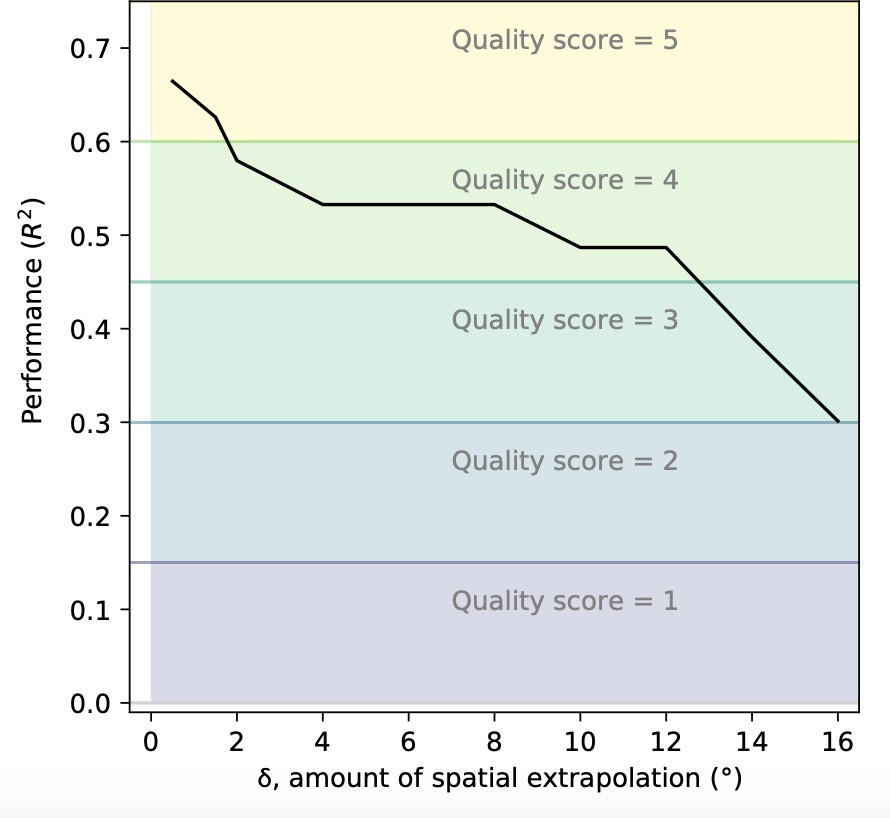 Quality score = 5
0.7
0.6
Quality score = 4
0.5
Performance (R²)
0.4
Quality score = 3
0.3
Quality score = 2
0.2
0.1
Quality score = 1
0.0
0 2 4 6 8 10 12 14 16
δ, amount of spatial extrapolation (°)